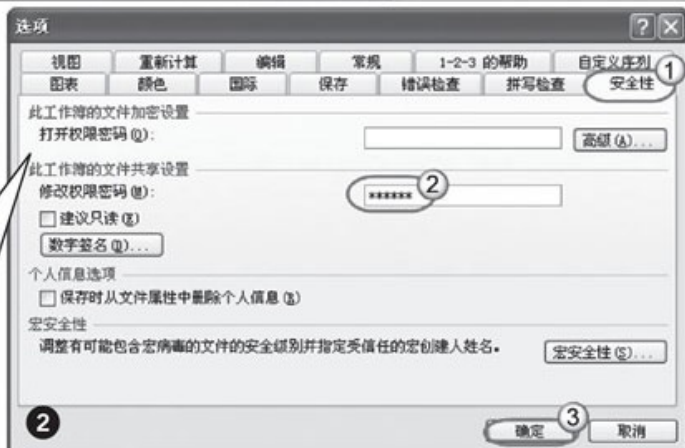 选项
视图 重新计算 编辑 常规 1-2-3 的帮助 自定义序列
图表 颜色 国际 保存 错误检查 拼写检查 安全性 1
此工作簿的文件加密设置
打开权限密码(O): 高级(A)...
此工作簿的文件共享设置
修改权限密码(M): ****** 2
建议只读(E)
数字签名(D)...
个人信息选项
保存时从文件属性中删除个人信息(R)
宏安全性
调整有可能包含宏病毒的文件的安全级别并指定受信任的宏创建人姓名。 宏安全性(S)...
2 确定 3 取消